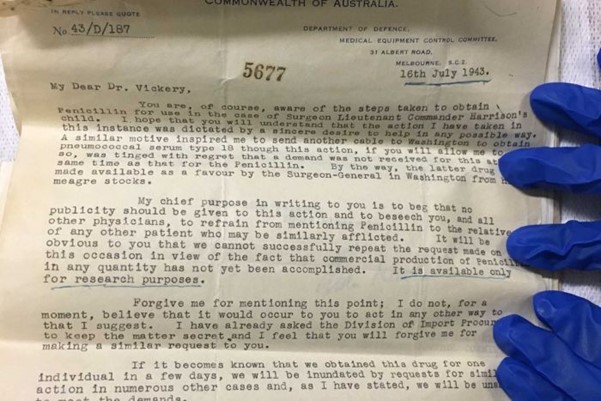 COMMONWEALTH OF AUSTRALIA.
IN REPLY PLEASE QUOTE
No. 43/D/187
DEPARTMENT OF DEFENCE,
MEDICAL EQUIPMENT CONTROL COMMITTEE,
31 ALBERT ROAD,
MELBOURNE, S.C.2.
5677
16th July 1943.
My Dear Dr. Vickery,
You are, of course, aware of the steps taken to obtain
Penicillin for use in the case of Surgeon Lieutenant Commander Harrison's
child. I hope that you will understand that the action I have taken in
this instance was dictated by a sincere desire to help in any possible way.
A similar motive inspired me to send another cable to Washington to obtain
pneumococcal serum type 18 though this action, if you will allow me to
so, was tinged with regret that a demand was not received for this at
same time as that for the Penicillin. By the way, the latter drug
made available as a favour by the Surgeon-General in Washington from
meagre stocks.
My chief purpose in writing to you is to beg that no
publicity should be given to this action and to beseech you, and all
other physicians, to refrain from mentioning Penicillin to the relative
of any other patient who may be similarly afflicted. It will be
obvious to you that we cannot successfully repeat the request made on
this occasion in view of the fact that commercial production of
in any quantity has not yet been accomplished. It is available only
for research purposes.
Forgive me for mentioning this point; I do not, for a
moment, believe that it would occur to you to act in any other way to
that I suggest. I have already asked the Division of Import
to keep the matter secret and I feel that you will forgive me for
making a similar request to you.
If it becomes known that we obtained this drug for one
individual in a few days, we will be inundated by requests for
action in numerous other cases and, as I have stated, we will be
to meet the demands.